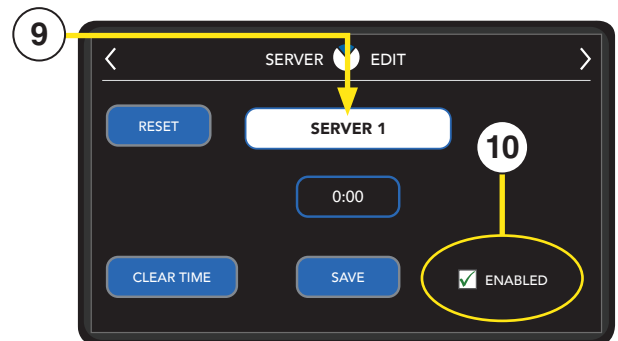 9
SERVER EDIT
RESET
SERVER 1
10
0:00
CLEAR TIME
SAVE
ENABLED